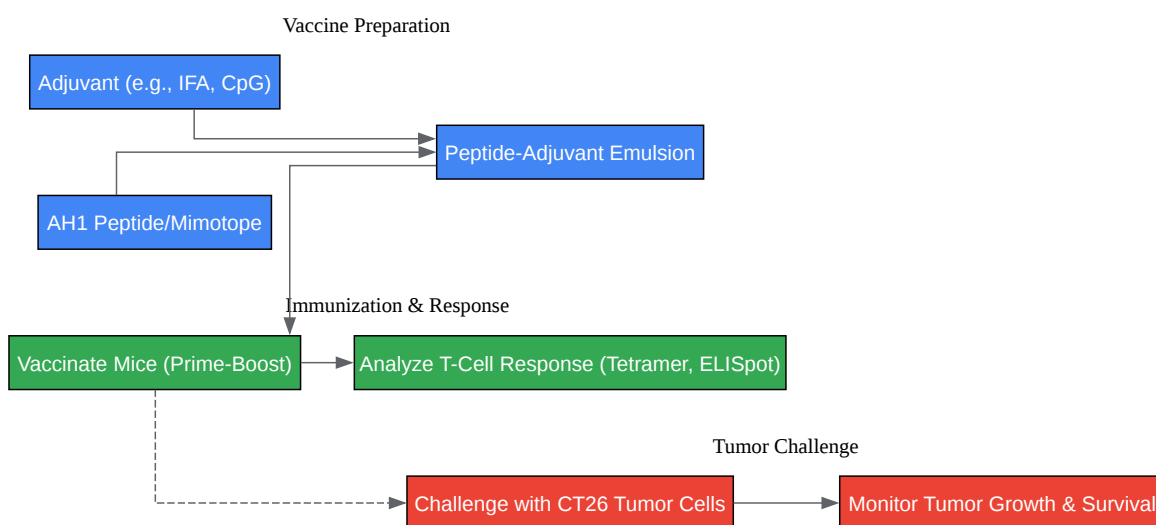 Vaccine Preparation
Adjuvant (e.g., IFA, CpG)
Peptide-Adjuvant Emulsion
AH1 Peptide/Mimotope
Immunization & Response
Vaccinate Mice (Prime-Boost)
Analyze T-Cell Response (Tetramer, ELISpot)
Tumor Challenge
Challenge with CT26 Tumor Cells
Monitor Tumor Growth & Survival